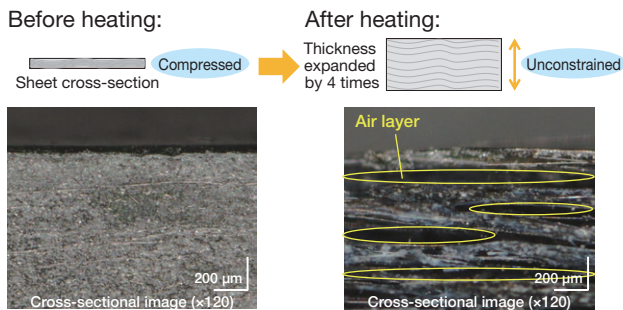 Before heating:
Compressed
Sheet cross-section
After heating:
Thickness
expanded
by 4 times
Unconstrained
200 µm
Cross-sectional image (×120)
Air layer
200 µm
Cross-sectional image (×120)